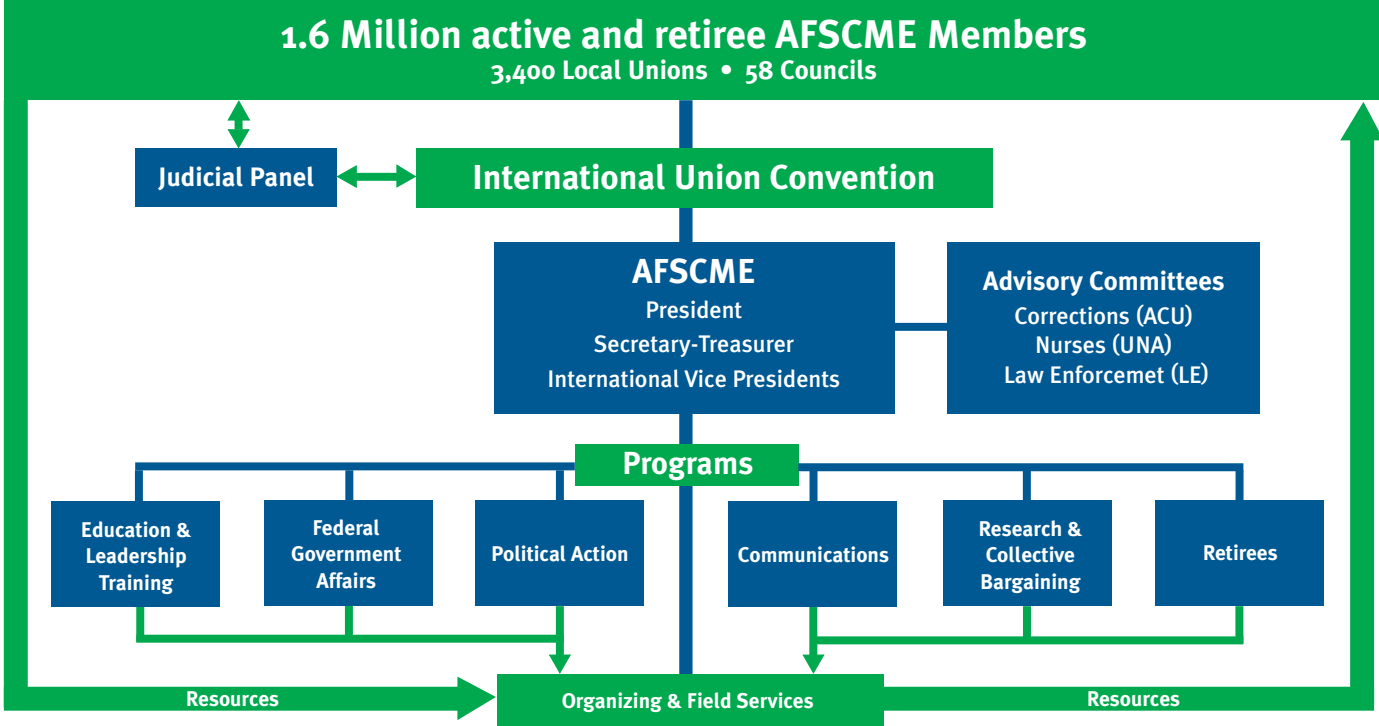 1.6 Million active and retiree AFSCME Members
3,400 Local Unions • 58 Councils
Judicial Panel
International Union Convention
AFSCME
President
Secretary-Treasurer
International Vice Presidents
Advisory Committees
Corrections (ACU)
Nurses (UNA)
Law Enforcemet (LE)
Programs
Education &
Leadership
Training
Federal
Government
Affairs
Political Action
Communications
Research &
Collective
Bargaining
Retirees
Resources
Organizing & Field Services
Resources